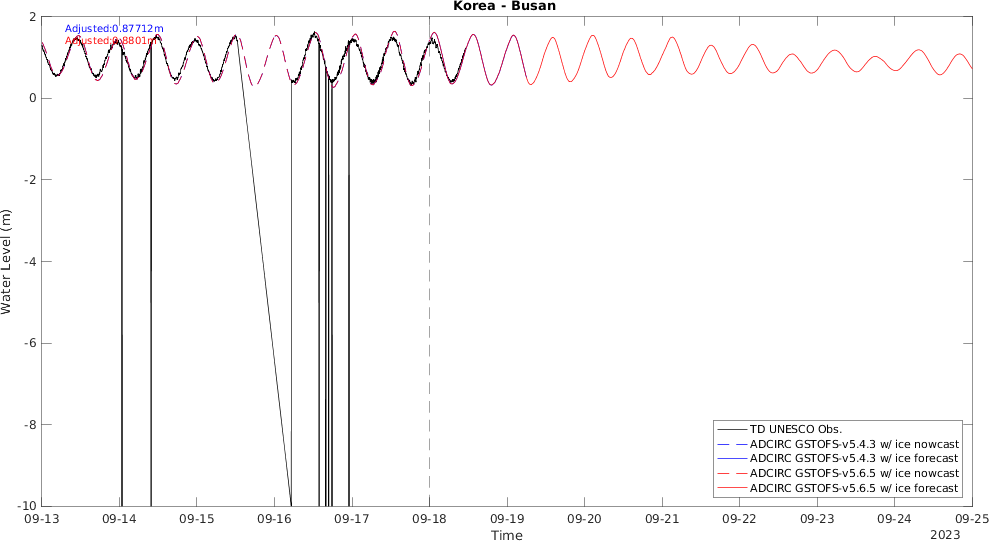 Korea - Busan
Adjusted:0.87712m
Adjusted:0.8801m
2
0
-2
-4
-6
-8
-10
Water Level (m)
09-13 09-14 09-15 09-16 09-17 09-18 09-19 09-20 09-21 09-22 09-23 09-24 09-25
Time
2023
TD UNESCO Obs.
ADCIRC GSTOFS-v5.4.3 w/ ice nowcast
ADCIRC GSTOFS-v5.4.3 w/ ice forecast
ADCIRC GSTOFS-v5.6.5 w/ ice nowcast
ADCIRC GSTOFS-v5.6.5 w/ ice forecast